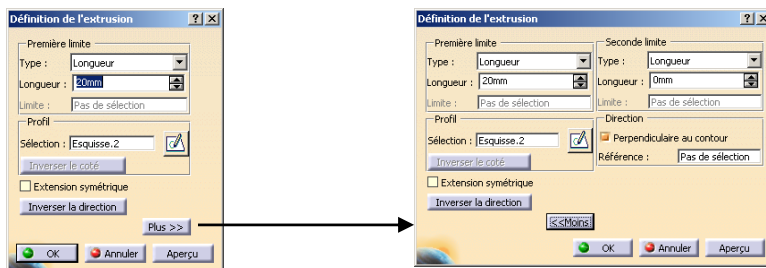 Définition de l'extrusion
Première limite
Type : Longueur
Longueur : 20mm
Limite : Pas de sélection
Profil
Sélection : Esquisse.2
Inverser le coté
Extension symétrique
Inverser la direction
Plus >>
OK Annuler Aperçu
Définition de l'extrusion
Première limite
Type : Longueur
Longueur : 20mm
Limite : Pas de sélection
Profil
Sélection : Esquisse.2
Inverser le coté
Extension symétrique
Inverser la direction
Seconde limite
Type : Longueur
Longueur : 0mm
Limite : Pas de sélection
Direction
Perpendiculaire au contour
Référence : Pas de sélection
<<Moins
OK Annuler Aperçu